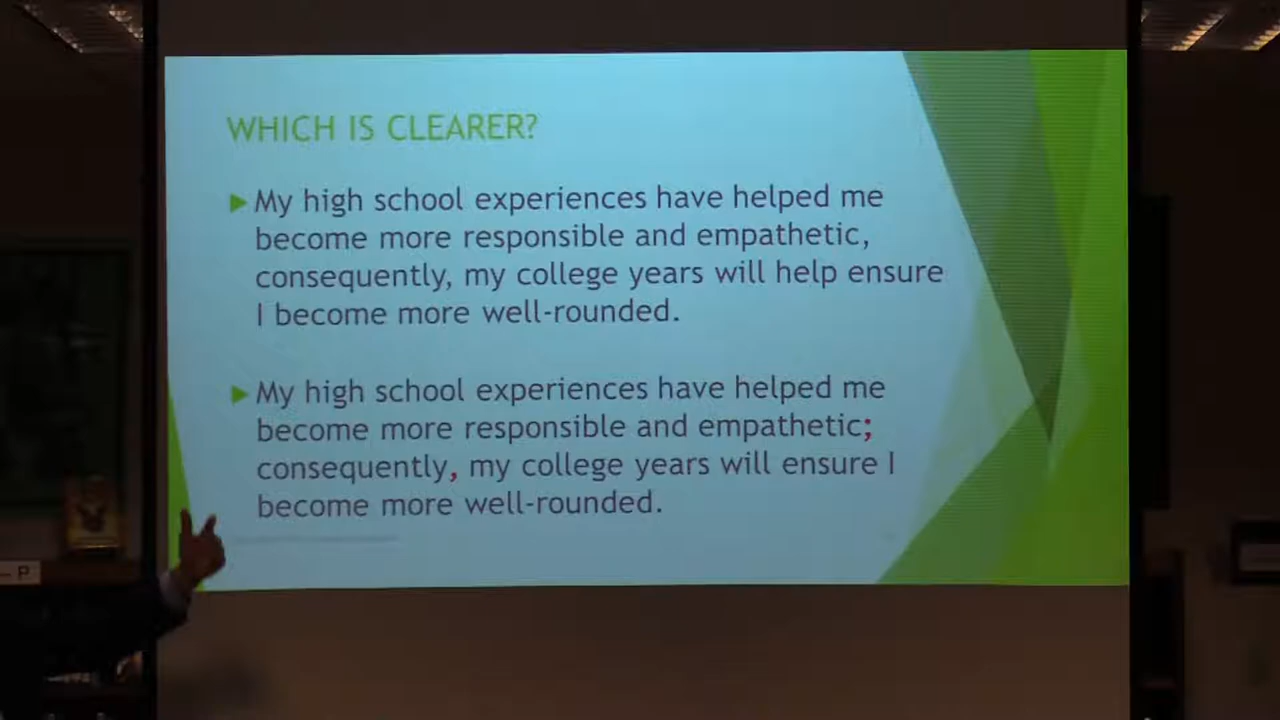 WHICH IS CLEARER?
My high school experiences have helped me
become more responsible and empathetic,
consequently, my college years will help ensure
I become more well-rounded.
My high school experiences have helped me
become more responsible and empathetic;
consequently, my college years will ensure I
become more well-rounded.
P